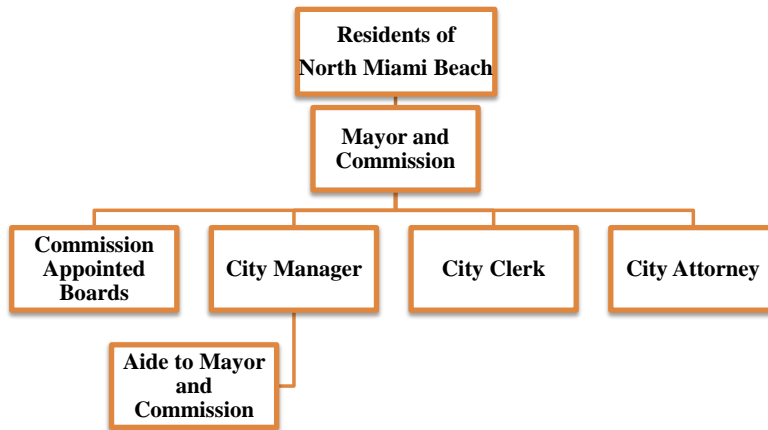 Residents of
North Miami Beach
Mayor and
Commission
Commission
Appointed
Boards
City Manager
City Clerk
City Attorney
Aide to Mayor
and
Commission